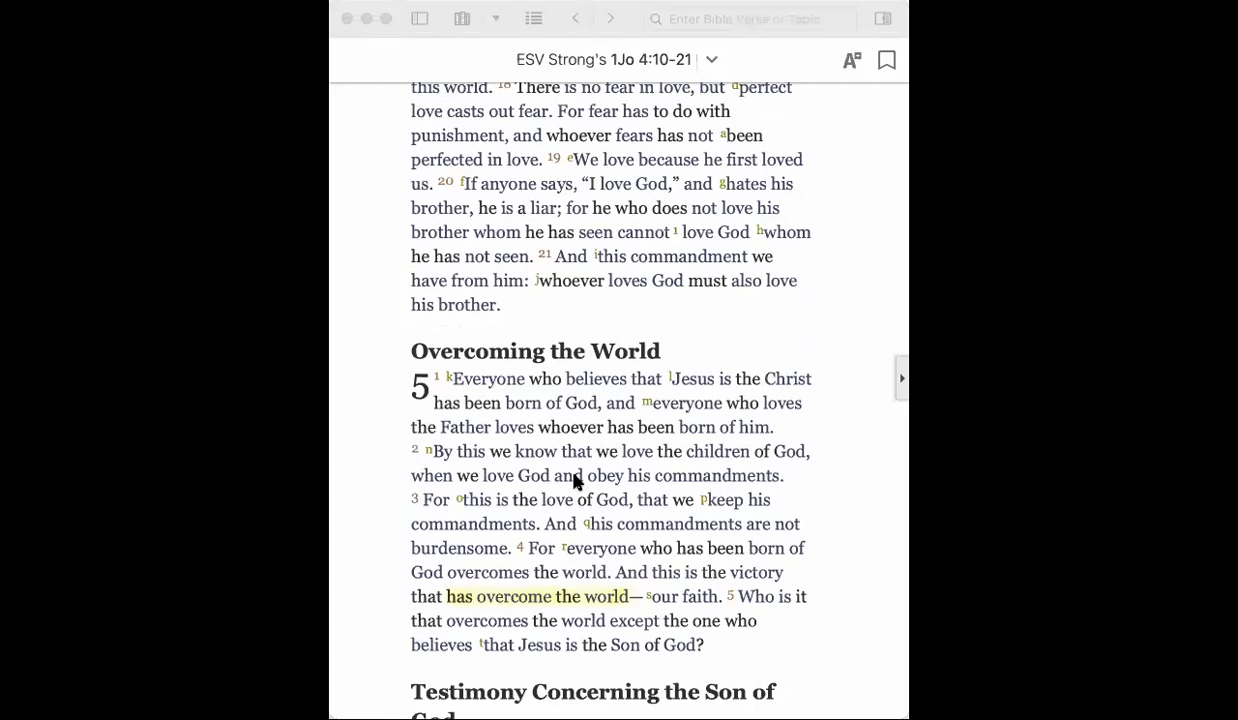 Enter Bible Verse or Topic
ESV Strong's 1Jo 4:10-21
this world. 18 There is no fear in love, but dperfect
love casts out fear. For fear has to do with
punishment, and whoever fears has not abeen
perfected in love. 19 eWe love because he first loved
us. 20 fIf anyone says, “I love God,” and ghates his
brother, he is a liar; for he who does not love his
brother whom he has seen cannot 1 love God hwhom
he has not seen. 21 And ithis commandment we
have from him: jwhoever loves God must also love
his brother.
Overcoming the World
5 1 kEveryone who believes that lJesus is the Christ
has been born of God, and meveryone who loves
the Father loves whoever has been born of him.
2 nBy this we know that we love the children of God,
when we love God and obey his commandments.
3 For othis is the love of God, that we pkeep his
commandments. And qhis commandments are not
burdensome. 4 For reveryone who has been born of
God overcomes the world. And this is the victory
that has overcome the world— sour faith. 5 Who is it
that overcomes the world except the one who
believes tthat Jesus is the Son of God?
Testimony Concerning the Son of
God